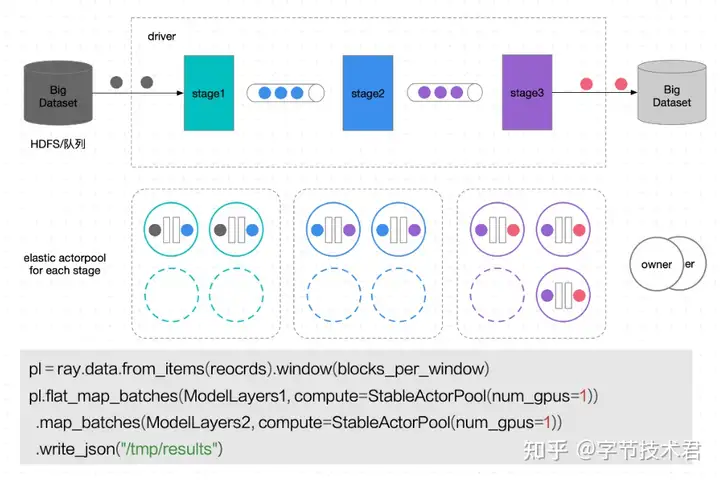 driver
Big
Dataset
HDFS/队列
stage1
stage2
stage3
Big
Dataset
elastic actorpool
for each stage
owner
er
pl = ray.data.from_items(reocrds).window(blocks_per_window)
pl.flat_map_batches(ModelLayers1, compute=StableActorPool(num_gpus=1))
.map_batches(ModelLayers2, compute=StableActorPool(num_gpus=1))
.write_json("/tmp/results")
知乎 @字节技术君